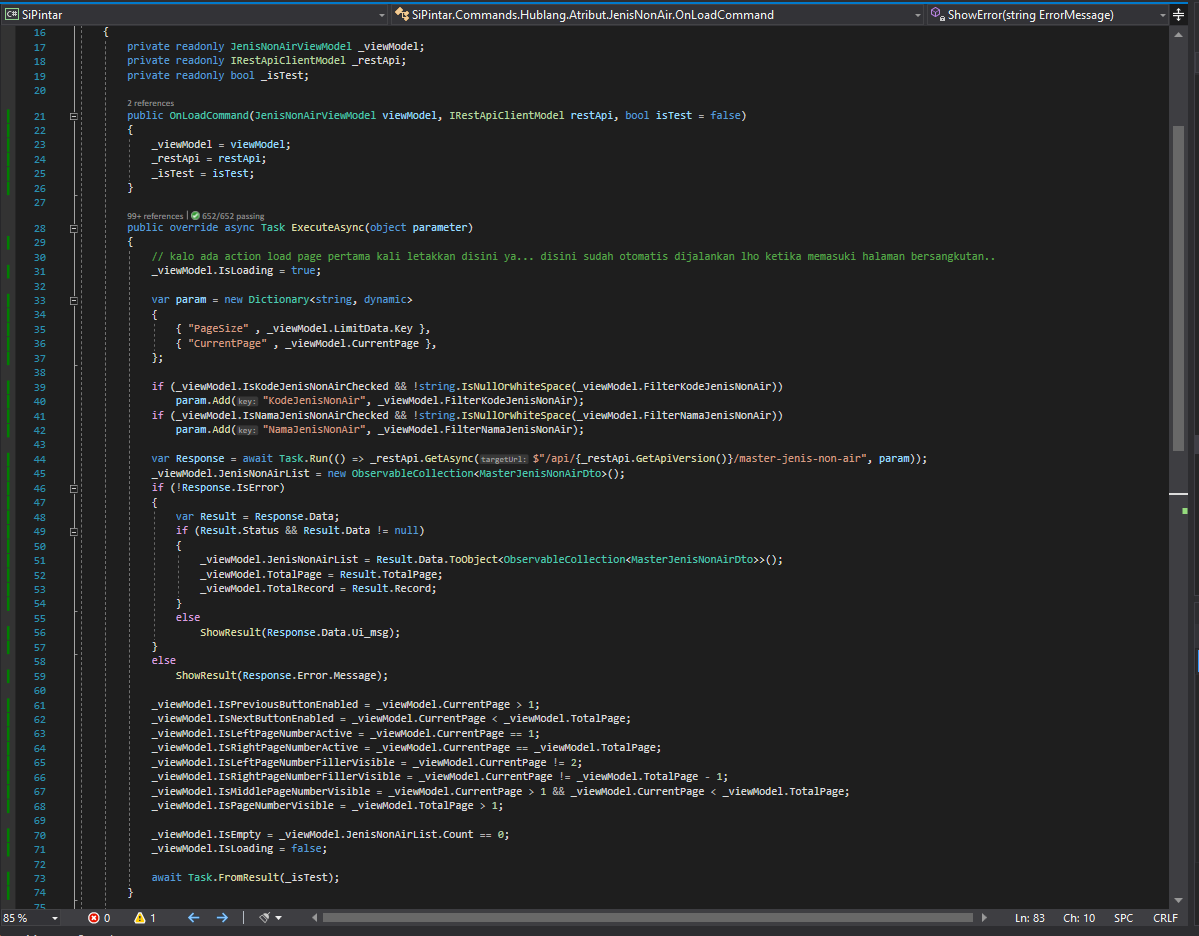 C# SiPintar SiPintar.Commands.Hublang.Atribut.JenisNonAir.OnLoadCommand ShowError(string ErrorMessage)
16 {
17 private readonly JenisNonAirViewModel _viewModel;
18 private readonly IRestApiClientModel _restApi;
19 private readonly bool _isTest;
20
2 references
21 public OnLoadCommand(JenisNonAirViewModel viewModel, IRestApiClientModel restApi, bool isTest = false)
22 {
23 _viewModel = viewModel;
24 _restApi = restApi;
25 _isTest = isTest;
26 }
27
99+ references | 652/652 passing
28 public override async Task ExecuteAsync(object parameter)
29 {
30 // kalo ada action load page pertama kali letakkan disini ya... disini sudah otomatis dijalankan lho ketika memasuki halaman bersangkutan..
31 _viewModel.IsLoading = true;
32
33 var param = new Dictionary<string, dynamic>
34 {
35 { "PageSize" , _viewModel.LimitData.Key },
36 { "CurrentPage" , _viewModel.CurrentPage },
37 };
38
39 if (_viewModel.IsKodeJenisNonAirChecked && !string.IsNullOrWhiteSpace(_viewModel.FilterKodeJenisNonAir))
40 param.Add(key: "KodeJenisNonAir", _viewModel.FilterKodeJenisNonAir);
41 if (_viewModel.IsNamaJenisNonAirChecked && !string.IsNullOrWhiteSpace(_viewModel.FilterNamaJenisNonAir))
42 param.Add(key: "NamaJenisNonAir", _viewModel.FilterNamaJenisNonAir);
43
44 var Response = await Task.Run(() => _restApi.GetAsync(targetUrl: $"/api/{_restApi.GetApiVersion()}/master-jenis-non-air", param));
45 _viewModel.JenisNonAirList = new ObservableCollection<MasterJenisNonAirDto>();
46 if (!Response.IsError)
47 {
48 var Result = Response.Data;
49 if (Result.Status && Result.Data != null)
50 {
51 _viewModel.JenisNonAirList = Result.Data.ToObject<ObservableCollection<MasterJenisNonAirDto>>();
52 _viewModel.TotalPage = Result.TotalPage;
53 _viewModel.TotalRecord = Result.Record;
54 }
55 else
56 ShowResult(Response.Data.Ui_msg);
57 }
58 else
59 ShowResult(Response.Error.Message);
60
61 _viewModel.IsPreviousButtonEnabled = _viewModel.CurrentPage > 1;
62 _viewModel.IsNextButtonEnabled = _viewModel.CurrentPage < _viewModel.TotalPage;
63 _viewModel.IsLeftPageNumberActive = _viewModel.CurrentPage == 1;
64 _viewModel.IsRightPageNumberActive = _viewModel.CurrentPage == _viewModel.TotalPage;
65 _viewModel.IsLeftPageNumberFillerVisible = _viewModel.CurrentPage != 2;
66 _viewModel.IsRightPageNumberFillerVisible = _viewModel.CurrentPage != _viewModel.TotalPage - 1;
67 _viewModel.IsMiddlePageNumberVisible = _viewModel.CurrentPage > 1 && _viewModel.CurrentPage < _viewModel.TotalPage;
68 _viewModel.IsPageNumberVisible = _viewModel.TotalPage > 1;
69
70 _viewModel.IsEmpty = _viewModel.JenisNonAirList.Count == 0;
71 _viewModel.IsLoading = false;
72
73 await Task.FromResult(_isTest);
74 }
75
85 % 0 1 Ln: 83 Ch: 10 SPC CRLF